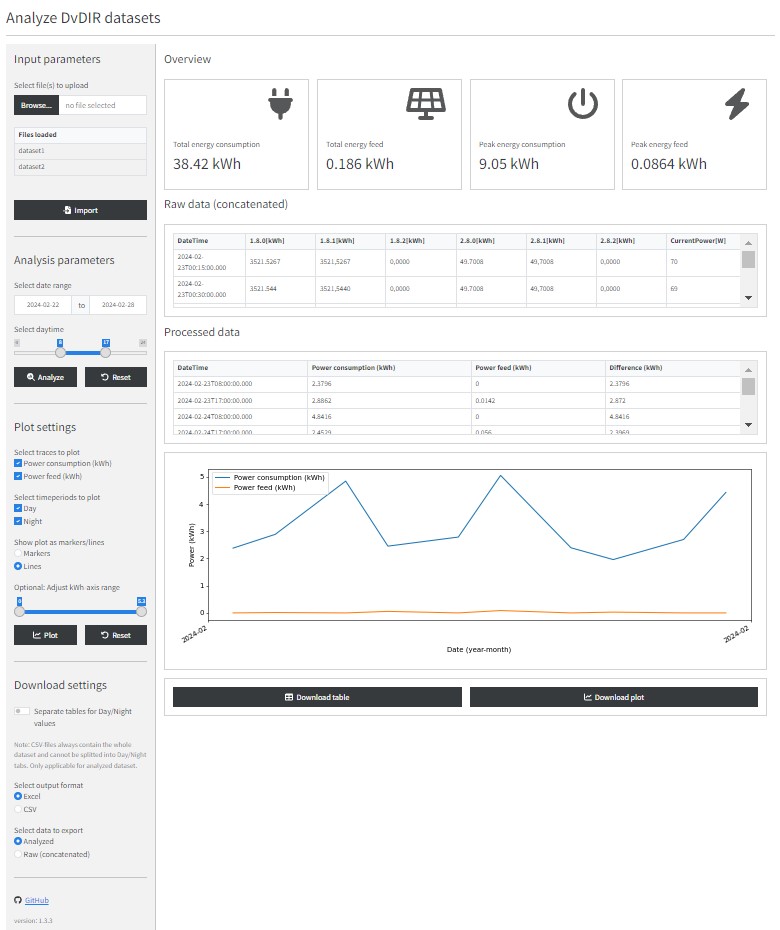 Analyze DvDIR datasets
Input parameters
Select file(s) to upload
Browse... no file selected
Files loaded
dataset1
dataset2
Import
Analysis parameters
Select date range
2024-02-22 to 2024-02-28
Select daytime
0 8 17 24
Analyze Reset
Plot settings
Select traces to plot
Power consumption (kWh)
Power feed (kWh)
Select timeperiods to plot
Day
Night
Show plot as markers/lines
Markers
Lines
Optional: Adjust kWh-axis range
0 5.2
Plot Reset
Download settings
Separate tables for Day/Night
values
Note: CSV-files always contain the whole
dataset and cannot be splitted into Day/Night
tabs. Only applicable for analyzed dataset.
Select output format
Excel
CSV
Select data to export
Analyzed
Raw (concatenated)
GitHub
version: 1.3.3
Overview
Total energy consumption
38.42 kWh
Total energy feed
0.186 kWh
Peak energy consumption
9.05 kWh
Peak energy feed
0.0864 kWh
Raw data (concatenated)
DateTime 1.8.0[kWh] 1.8.1[kWh] 1.8.2[kWh] 2.8.0[kWh] 2.8.1[kWh] 2.8.2[kWh] CurrentPower[W]
2024-02-
23T00:15:00.000 3521.5267 3521,5267 0,0000 49,7008 49,7008 0,0000 70
2024-02-
23T00:30:00.000 3521.544 3521,5440 0,0000 49,7008 49,7008 0,0000 69
Processed data
DateTime Power consumption (kWh) Power feed (kWh) Difference (kWh)
2024-02-23T08:00:00.000 2.3796 0 2.3796
2024-02-23T17:00:00.000 2.8862 0.0142 2.872
2024-02-24T08:00:00.000 4.8416 0 4.8416
2024-02-24T17:00:00.000 2.4529 0.056 2.3969
Power consumption (kWh)
Power feed (kWh)
5
4
3
2
1
0
Power (kWh)
2024-02 2024-02
Date (year-month)
Download table Download plot